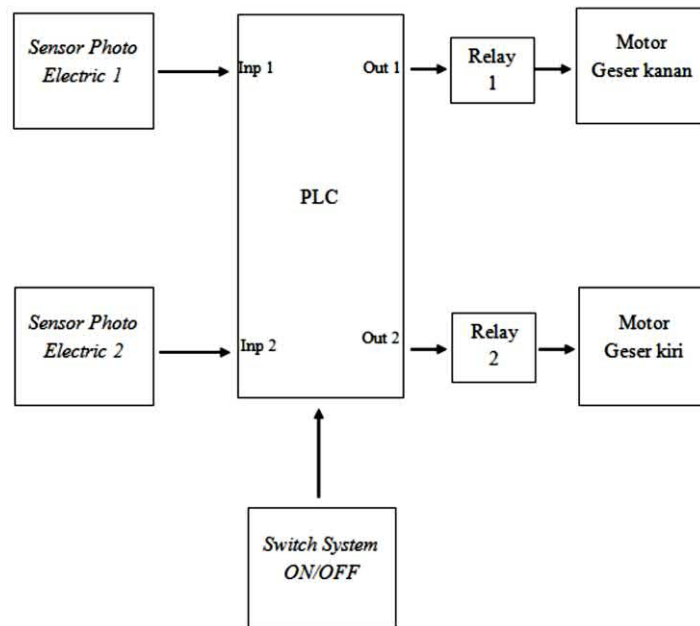 Sensor Photo
Electric 1
Inp 1
Out 1
Relay
1
Motor
Geser kanan
PLC
Sensor Photo
Electric 2
Inp 2
Out 2
Relay
2
Motor
Geser kiri
Switch System
ON/OFF